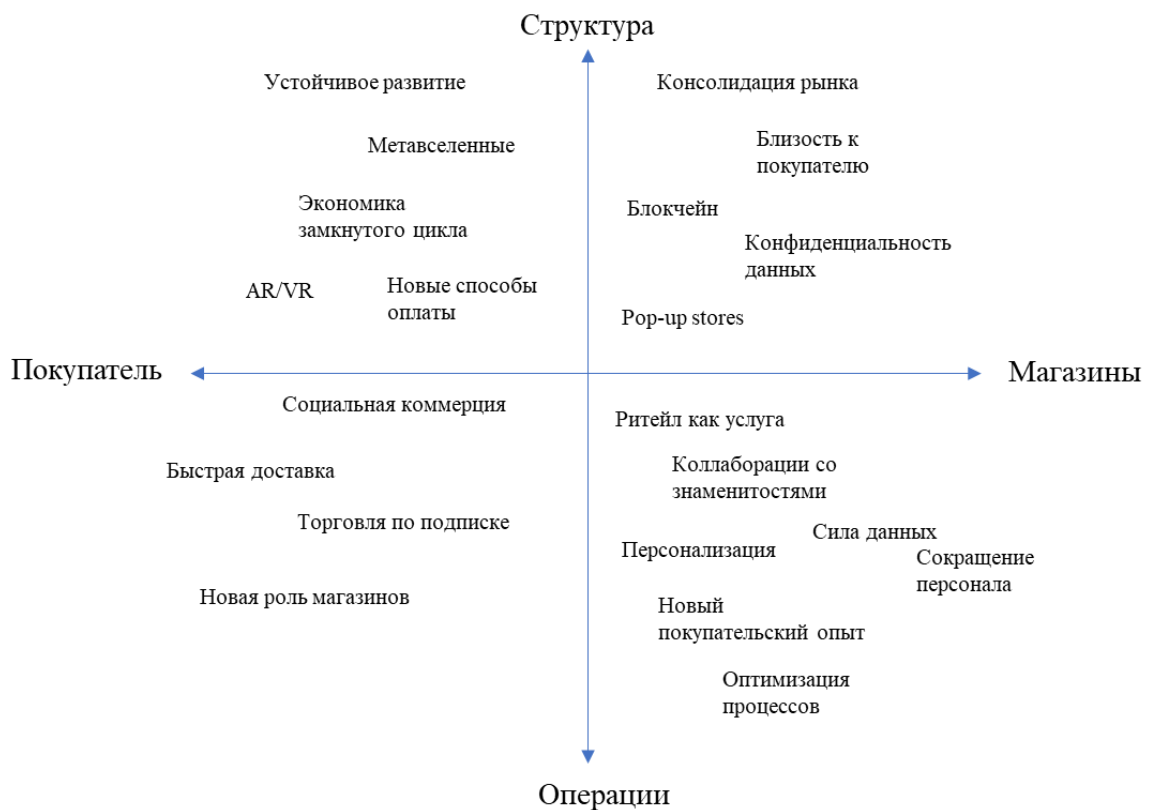 Структура
Устойчивое развитие
Консолидация рынка
Метавселенные
Близость к
покупателю
Экономика
замкнутого цикла
Блокчейн
Конфиденциальность
данных
AR/VR
Новые способы
оплаты
Pop-up stores
Покупатель
Магазины
Социальная коммерция
Ритейл как услуга
Быстрая доставка
Коллаборации со
знаменитостями
Торговля по подписке
Сила данных
Персонализация
Сокращение
персонала
Новая роль магазинов
Новый
покупательский опыт
Оптимизация
процессов
Операции